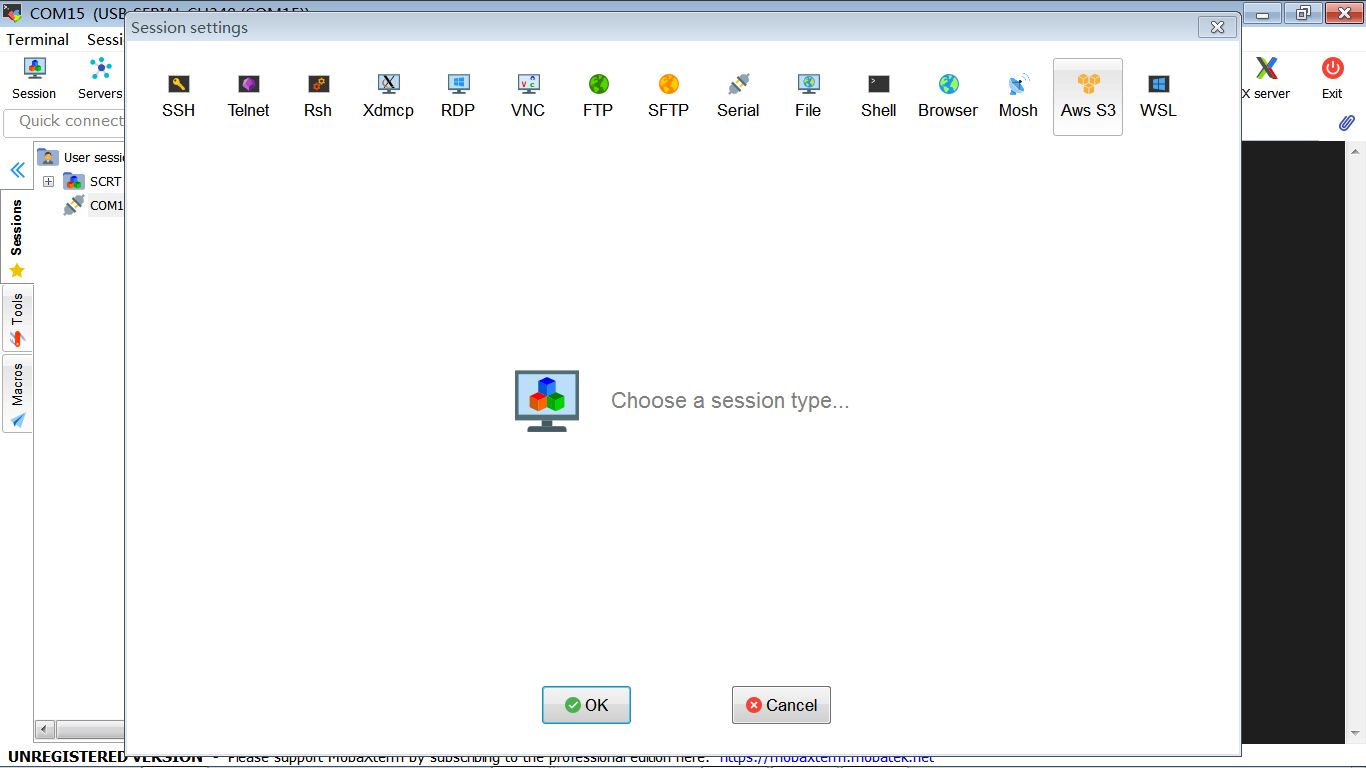 COM15 (USB-SERIAL CH340 (COM15))
Session settings
Terminal Sessi
Session
Servers
SSH
Telnet
Rsh
Xdmcp
RDP
VNC
FTP
SFTP
Serial
File
Shell
Browser
Mosh
Aws S3
WSL
X server
Exit
Quick connect
User sessio
SCRT
COM1
Sessions
Tools
Macros
Choose a session type...
OK
Cancel
UNREGISTERED VERSION - Please support MobaXterm by subscribing to the professional edition here: https://mobaxterm.mobatek.net